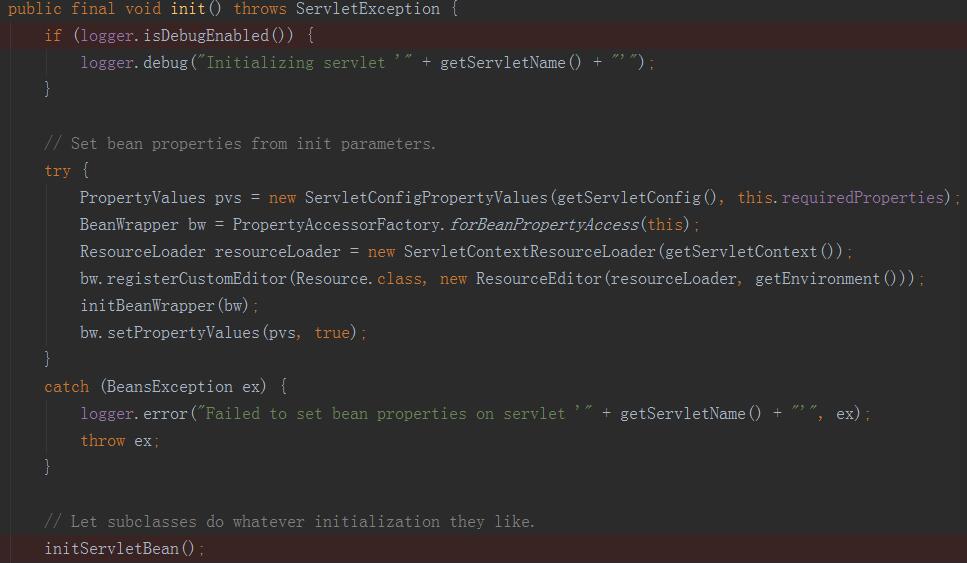 public final void init() throws ServletException {
if (logger.isDebugEnabled()) {
logger.debug("Initializing servlet '" + getServletName() + "'");
}
// Set bean properties from init parameters.
try {
PropertyValues pvs = new ServletConfigPropertyValues(getServletConfig(), this.requiredProperties);
BeanWrapper bw = PropertyAccessorFactory.forBeanPropertyAccess(this);
ResourceLoader resourceLoader = new ServletContextResourceLoader(getServletContext());
bw.registerCustomEditor(Resource.class, new ResourceEditor(resourceLoader, getEnvironment()));
initBeanWrapper(bw);
bw.setPropertyValues(pvs, true);
}
catch (BeansException ex) {
logger.error("Failed to set bean properties on servlet '" + getServletName() + "'", ex);
throw ex;
}
// Let subclasses do whatever initialization they like.
initServletBean();